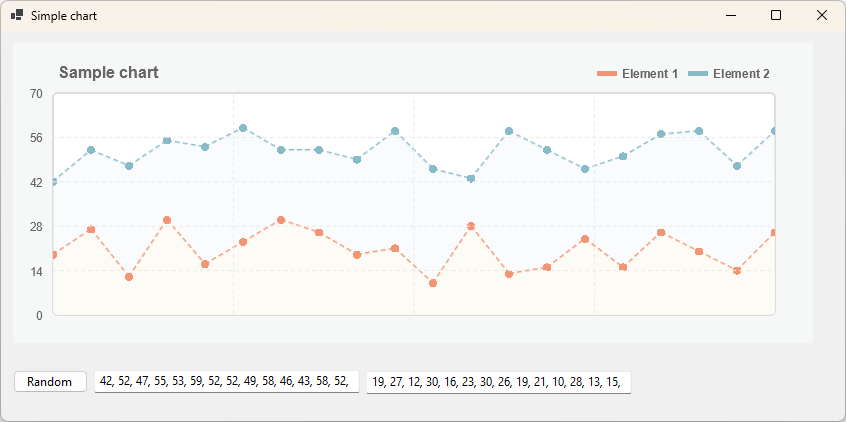 Simple chart
Sample chart
Element 1 Element 2
70
56
42
28
14
0
Random 42, 52, 47, 55, 53, 59, 52, 52, 49, 58, 46, 43, 58, 52, 19, 27, 12, 30, 16, 23, 30, 26, 19, 21, 10, 28, 13, 15,